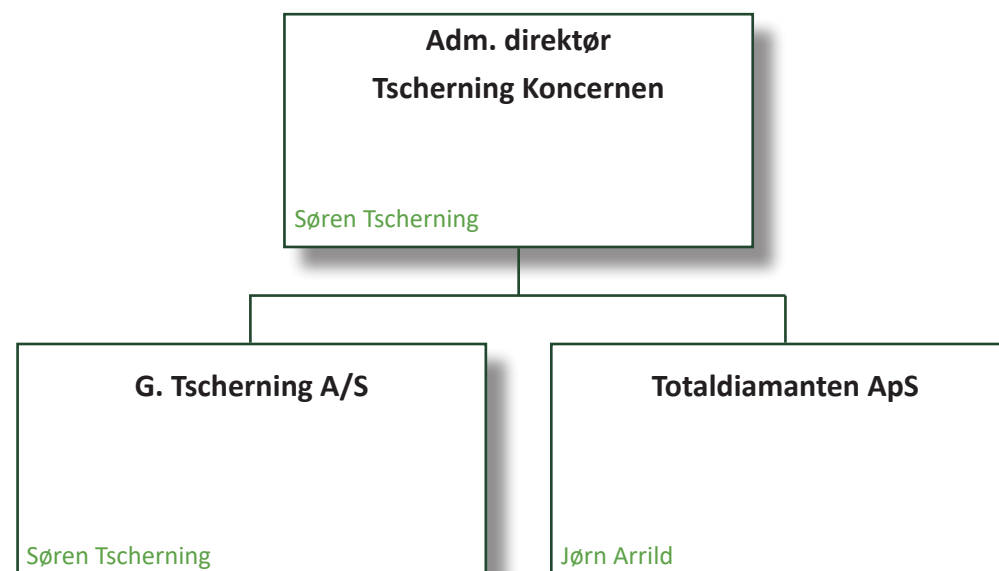 Adm. direktør
Tscherning Koncernen
Søren Tscherning
G. Tscherning A/S
Søren Tscherning
Totaldiamanten ApS
Jørn Arrild